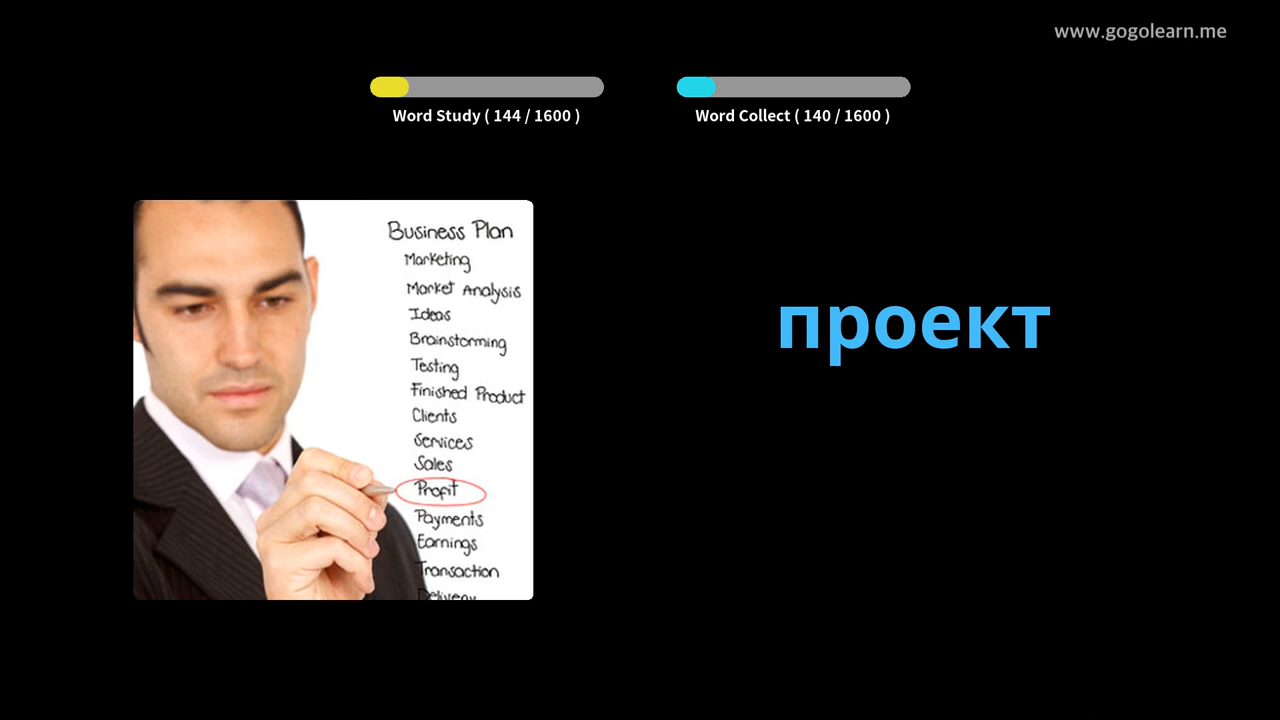 www.gogolearn.me
Word Study ( 144 / 1600 )
Word Collect ( 140 / 1600 )
Business Plan
Marketing
Market Analysis
Ideas
Brainstorming
Testing
Finished Product
Clients
Services
Sales
Profit
Payments
Earnings
Transaction
Delivery
проект